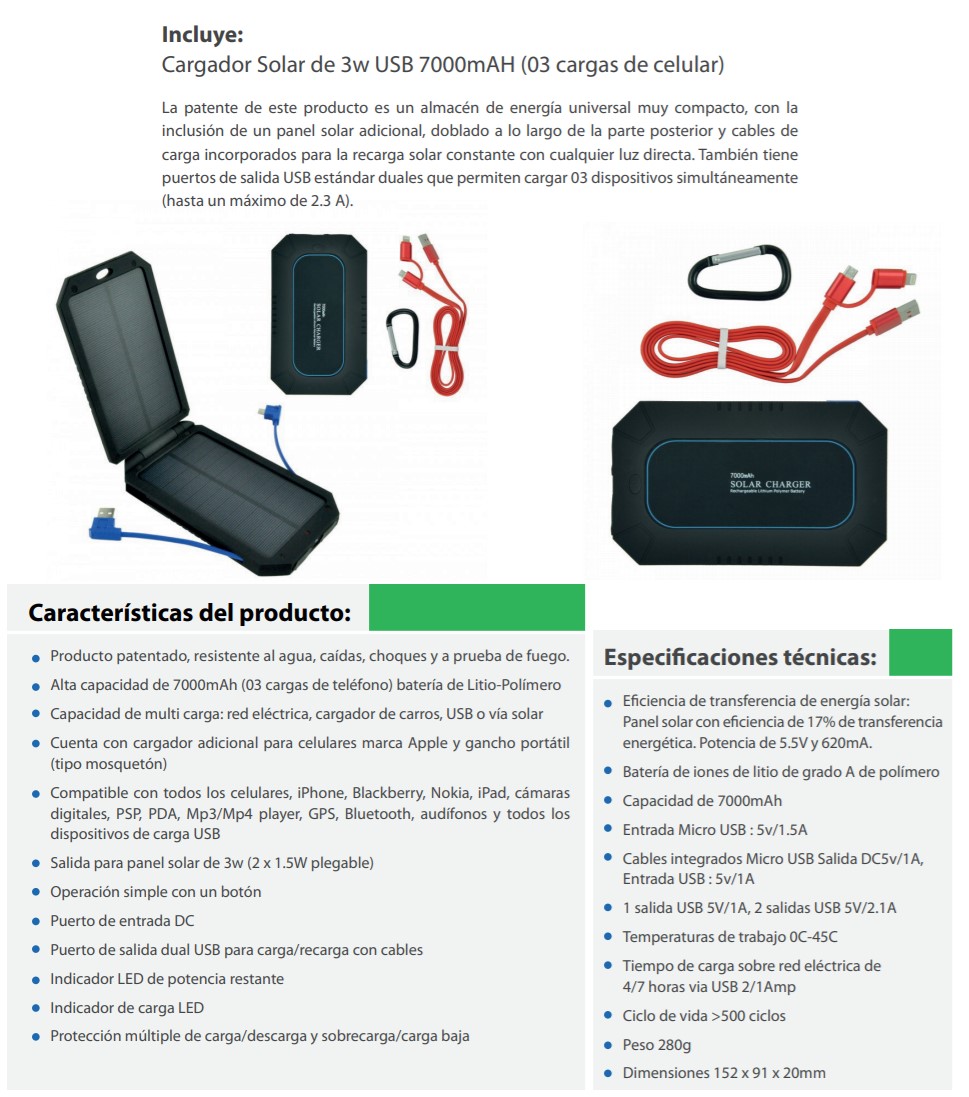 Incluye:
Cargador Solar de 3w USB 7000mAH (03 cargas de celular)
La patente de este producto es un almacén de energía universal muy compacto, con la
inclusión de un panel solar adicional, doblado a lo largo de la parte posterior y cables de
carga incorporados para la recarga solar constante con cualquier luz directa. También tiene
puertos de salida USB estándar duales que permiten cargar 03 dispositivos simultáneamente
(hasta un máximo de 2.3 A).
7000mAh
SOLAR CHARGER
Rechargeable Lithium Polymer Battery
7000mAh
SOLAR CHARGER
Rechargeable Lithium Polymer Battery
Características del producto:
Producto patentado, resistente al agua, caídas, choques y a prueba de fuego.
Alta capacidad de 7000mAh (03 cargas de teléfono) batería de Litio-Polímero
Capacidad de multi carga: red eléctrica, cargador de carros, USB o vía solar
Cuenta con cargador adicional para celulares marca Apple y gancho portátil
(tipo mosquetón)
Compatible con todos los celulares, iPhone, Blackberry, Nokia, iPad, cámaras
digitales, PSP, PDA, Mp3/Mp4 player, GPS, Bluetooth, audífonos y todos los
dispositivos de carga USB
Salida para panel solar de 3w (2 x 1.5W plegable)
Operación simple con un botón
Puerto de entrada DC
Puerto de salida dual USB para carga/recarga con cables
Indicador LED de potencia restante
Indicador de carga LED
Protección múltiple de carga/descarga y sobrecarga/carga baja
Especificaciones técnicas:
Eficiencia de transferencia de energía solar:
Panel solar con eficiencia de 17% de transferencia
energética. Potencia de 5.5V y 620mA.
Batería de iones de litio de grado A de polímero
Capacidad de 7000mAh
Entrada Micro USB : 5v/1.5A
Cables integrados Micro USB Salida DC5v/1A,
Entrada USB : 5v/1A
1 salida USB 5V/1A, 2 salidas USB 5V/2.1A
Temperaturas de trabajo 0C-45C
Tiempo de carga sobre red eléctrica de
4/7 horas via USB 2/1Amp
Ciclo de vida >500 ciclos
Peso 280g
Dimensiones 152 x 91 x 20mm